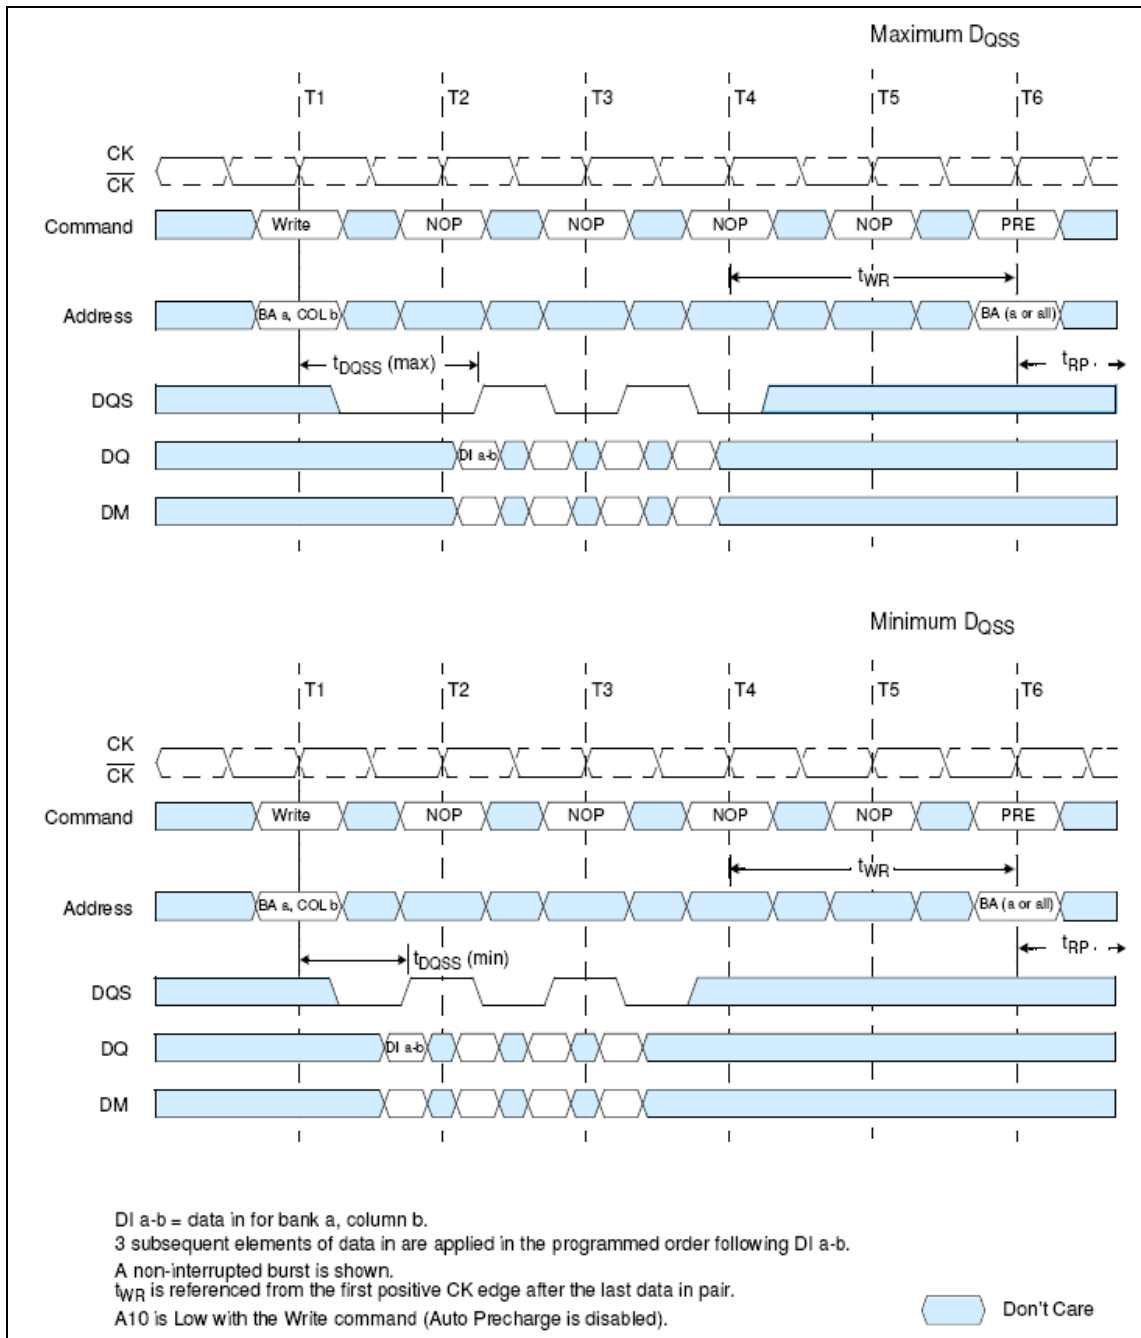 Maximum DQSS
T1 T2 T3 T4 T5 T6
CK
CK
Command Write NOP NOP NOP NOP PRE
tWR
Address BA a, COL b BA (a or all)
tDQSS (max) tRP
DQS
DQ DI a-b
DM
Minimum DQSS
T1 T2 T3 T4 T5 T6
CK
CK
Command Write NOP NOP NOP NOP PRE
tWR
Address BA a, COL b BA (a or all)
tDQSS (min) tRP
DQS
DQ DI a-b
DM
DI a-b = data in for bank a, column b.
3 subsequent elements of data in are applied in the programmed order following DI a-b.
A non-interrupted burst is shown.
tWR is referenced from the first positive CK edge after the last data in pair.
A10 is Low with the Write command (Auto Precharge is disabled).
Don't Care